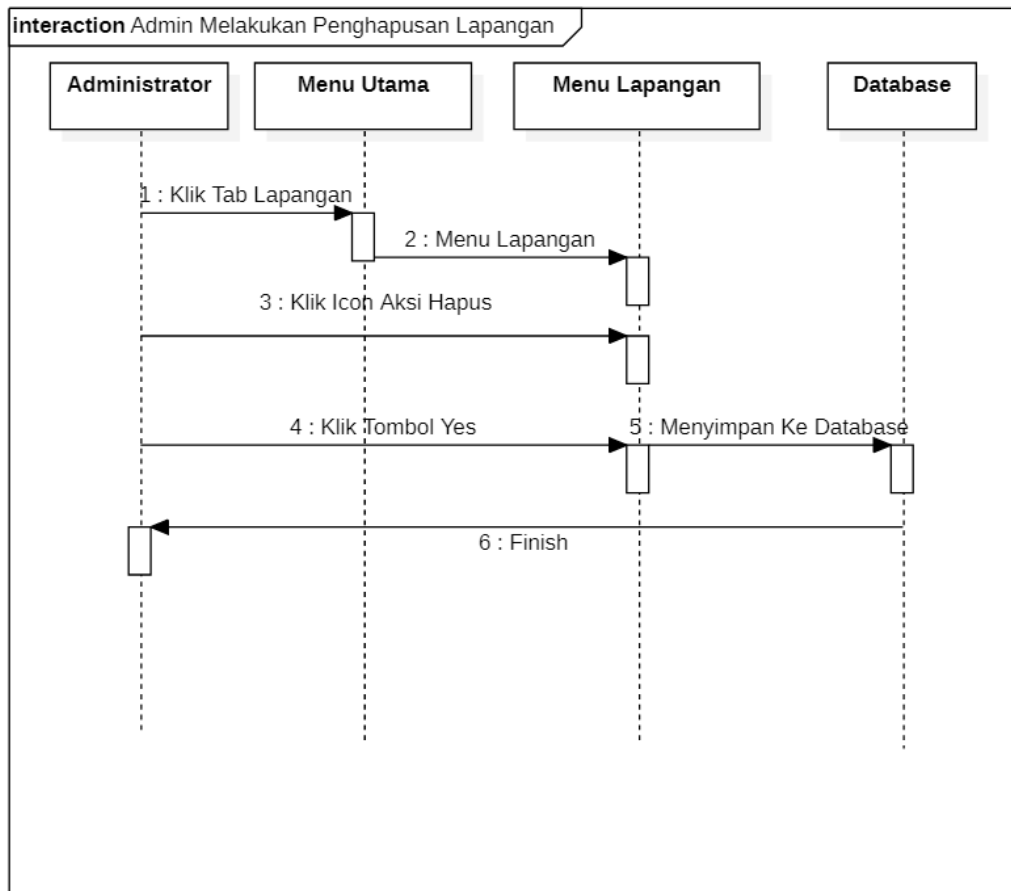 interaction Admin Melakukan Penghapusan Lapangan
Administrator
Menu Utama
Menu Lapangan
Database
1 : Klik Tab Lapangan
2 : Menu Lapangan
3 : Klik Icon Aksi Hapus
4 : Klik Tombol Yes
5 : Menyimpan Ke Database
6 : Finish